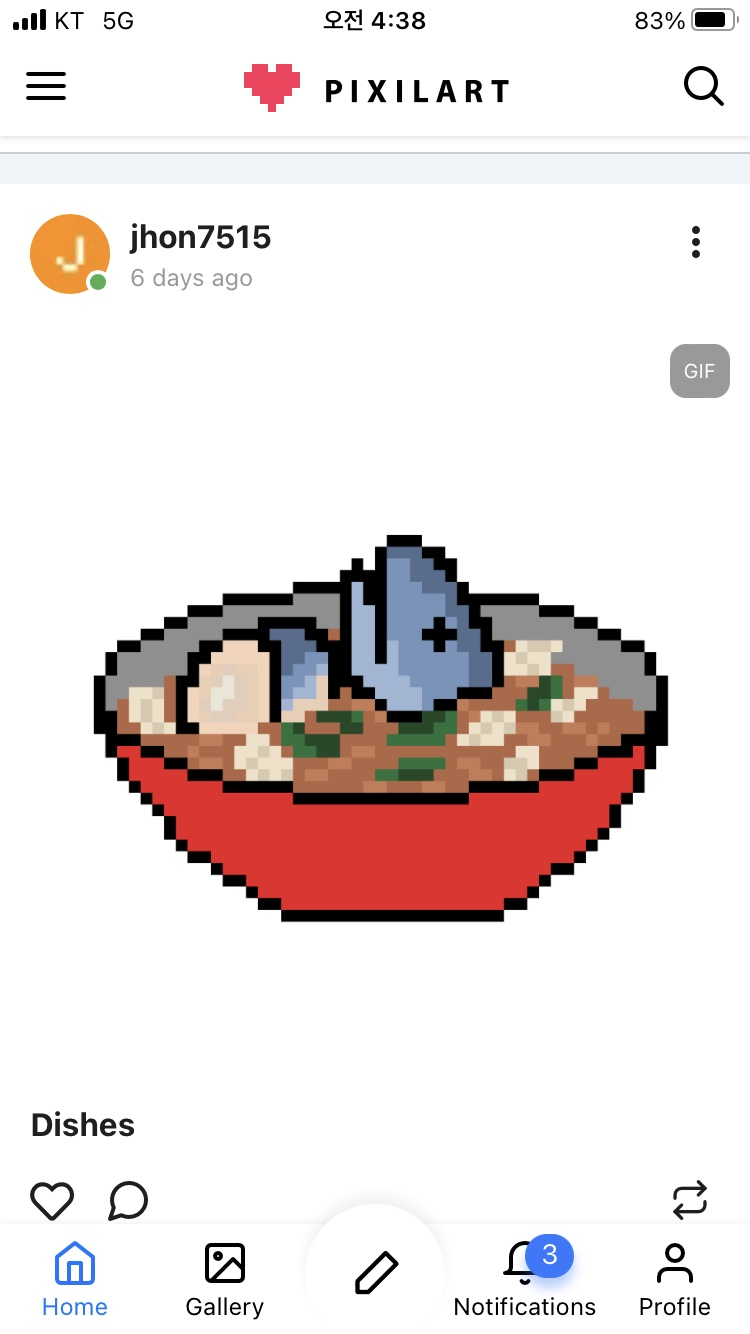 KT 5G 오전 4:38 83%
PIXILART
J
jhon7515
6 days ago
GIF
Dishes
3
Home Gallery Notifications Profile